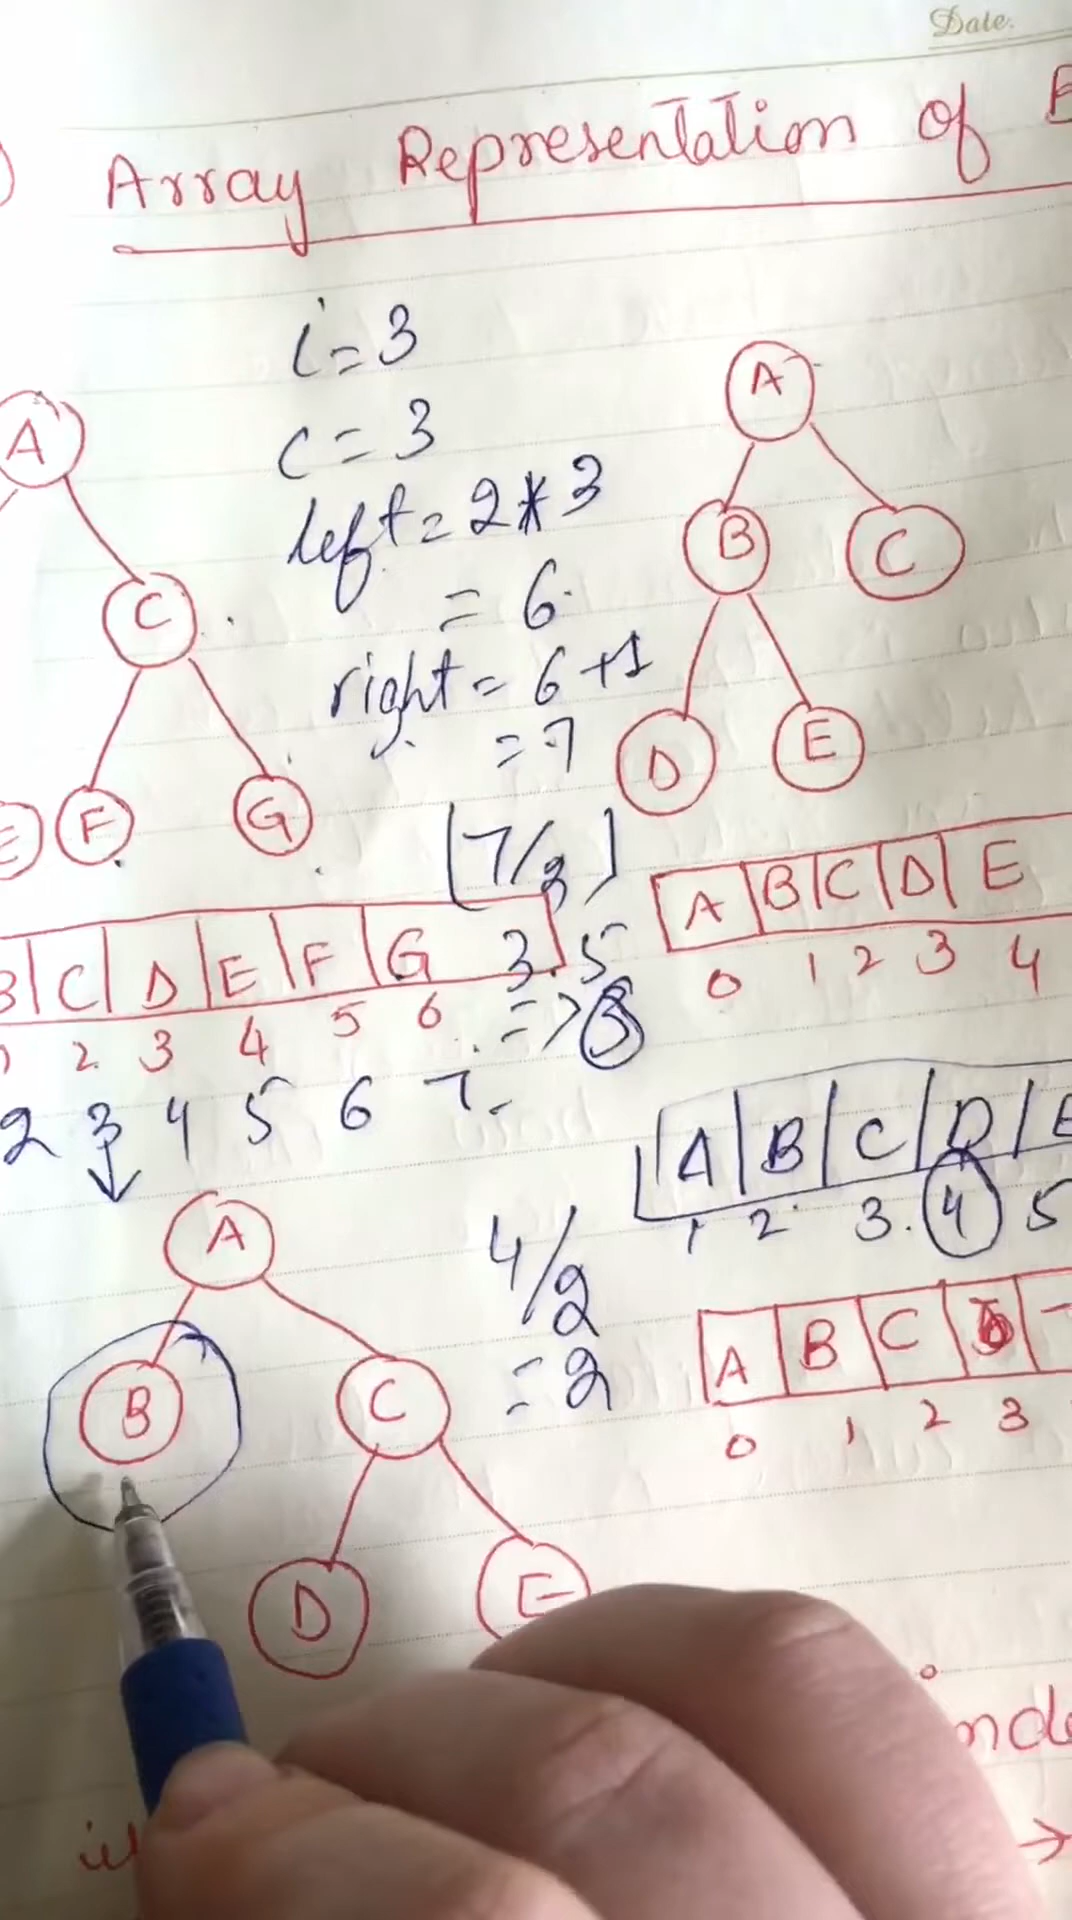 Date.
Array Representation of
i = 3
c = 3
left = 2 * 3
= 6
right = 6 + 1
= 7
A
C
E F G
A
B C
D E
[7/2]
3.5
=> 3
B C D E F G
1 2 3 4 5 6
2 3 4 5 6 7
A B C D E
0 1 2 3 4
A B C D E
1 2 3. 4 5
A
B C
D E
4/2
= 2
A B C D -
0 1 2 3